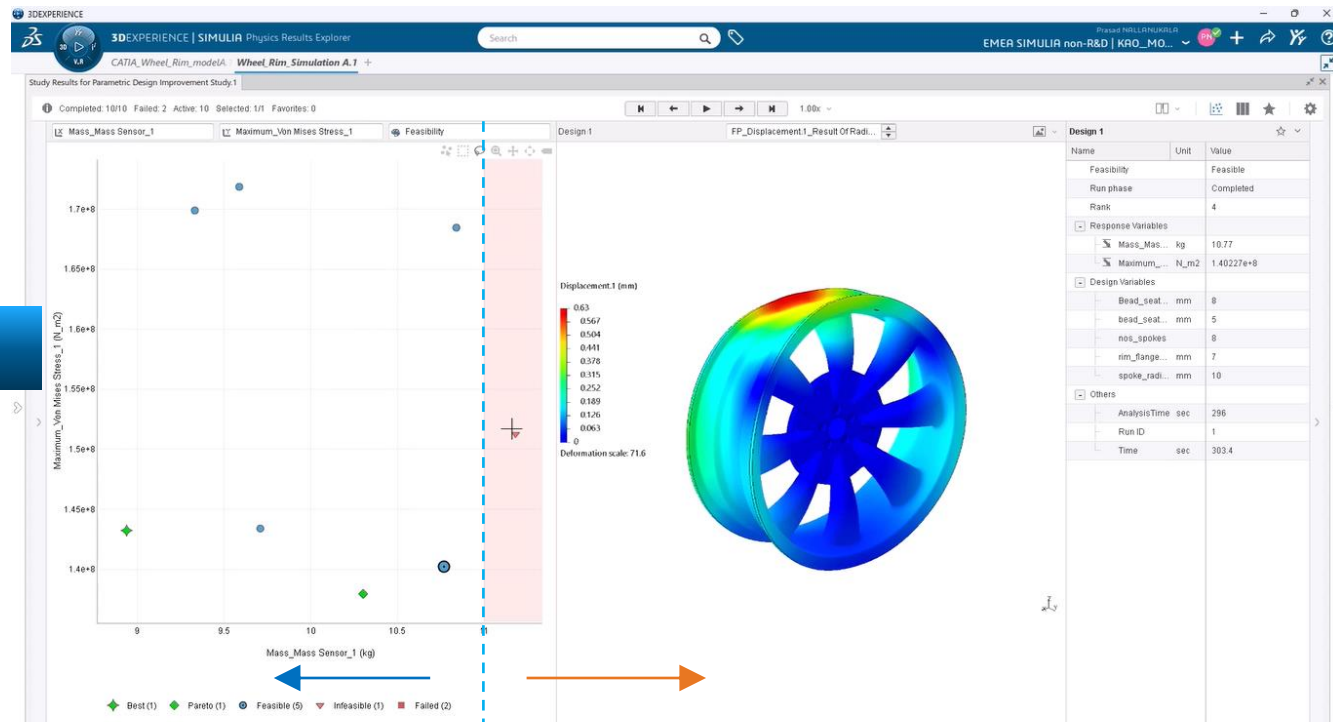 3DEXPERIENCE
3DEXPERIENCE | SIMULIA Physics Results Explorer
Search
Prasad NALLANUKALA
EMEA SIMULIA non-R&D | KAO_MO...
3D
V.R
CATIA_Wheel_Rim_modelA
Wheel_Rim_Simulation A.1
Study Results for Parametric Design Improvement Study.1
Completed: 10/10 Failed: 2 Active: 10 Selected: 1/1 Favorites: 0
1.00x
Mass_Mass Sensor_1
Maximum_Von Mises Stress_1
Feasibility
Design 1
FP_Displacement.1_Result Of Radi...
Maximum_Von Mises Stress_1 (N_m2)
1.7e+8
1.65e+8
1.6e+8
1.55e+8
1.5e+8
1.45e+8
1.4e+8
9 9.5 10 10.5 11
Mass_Mass Sensor_1 (kg)
Best (1) Pareto (1) Feasible (5) Infeasible (1) Failed (2)
Displacement.1 (mm)
0.63
0.567
0.504
0.441
0.378
0.315
0.252
0.189
0.126
0.063
0
Deformation scale: 71.6
z
x y
Design 1
Name Unit Value
Feasibility Feasible
Run phase Completed
Rank 4
Response Variables
Mass_Mas... kg 10.77
Maximum_... N_m2 1.40227e+8
Design Variables
Bead_seat... mm 8
bead_seat... mm 5
nos_spokes 8
rim_flange... mm 7
spoke_radi... mm 10
Others
AnalysisTime sec 296
Run ID 1
Time sec 303.4